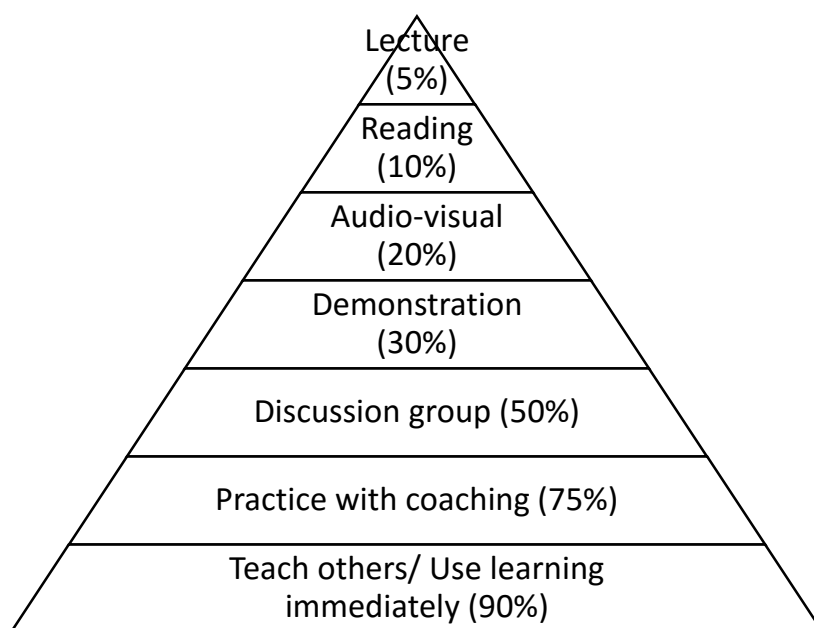 Lecture
(5%)
Reading
(10%)
Audio-visual
(20%)
Demonstration
(30%)
Discussion group (50%)
Practice with coaching (75%)
Teach others/ Use learning
immediately (90%)